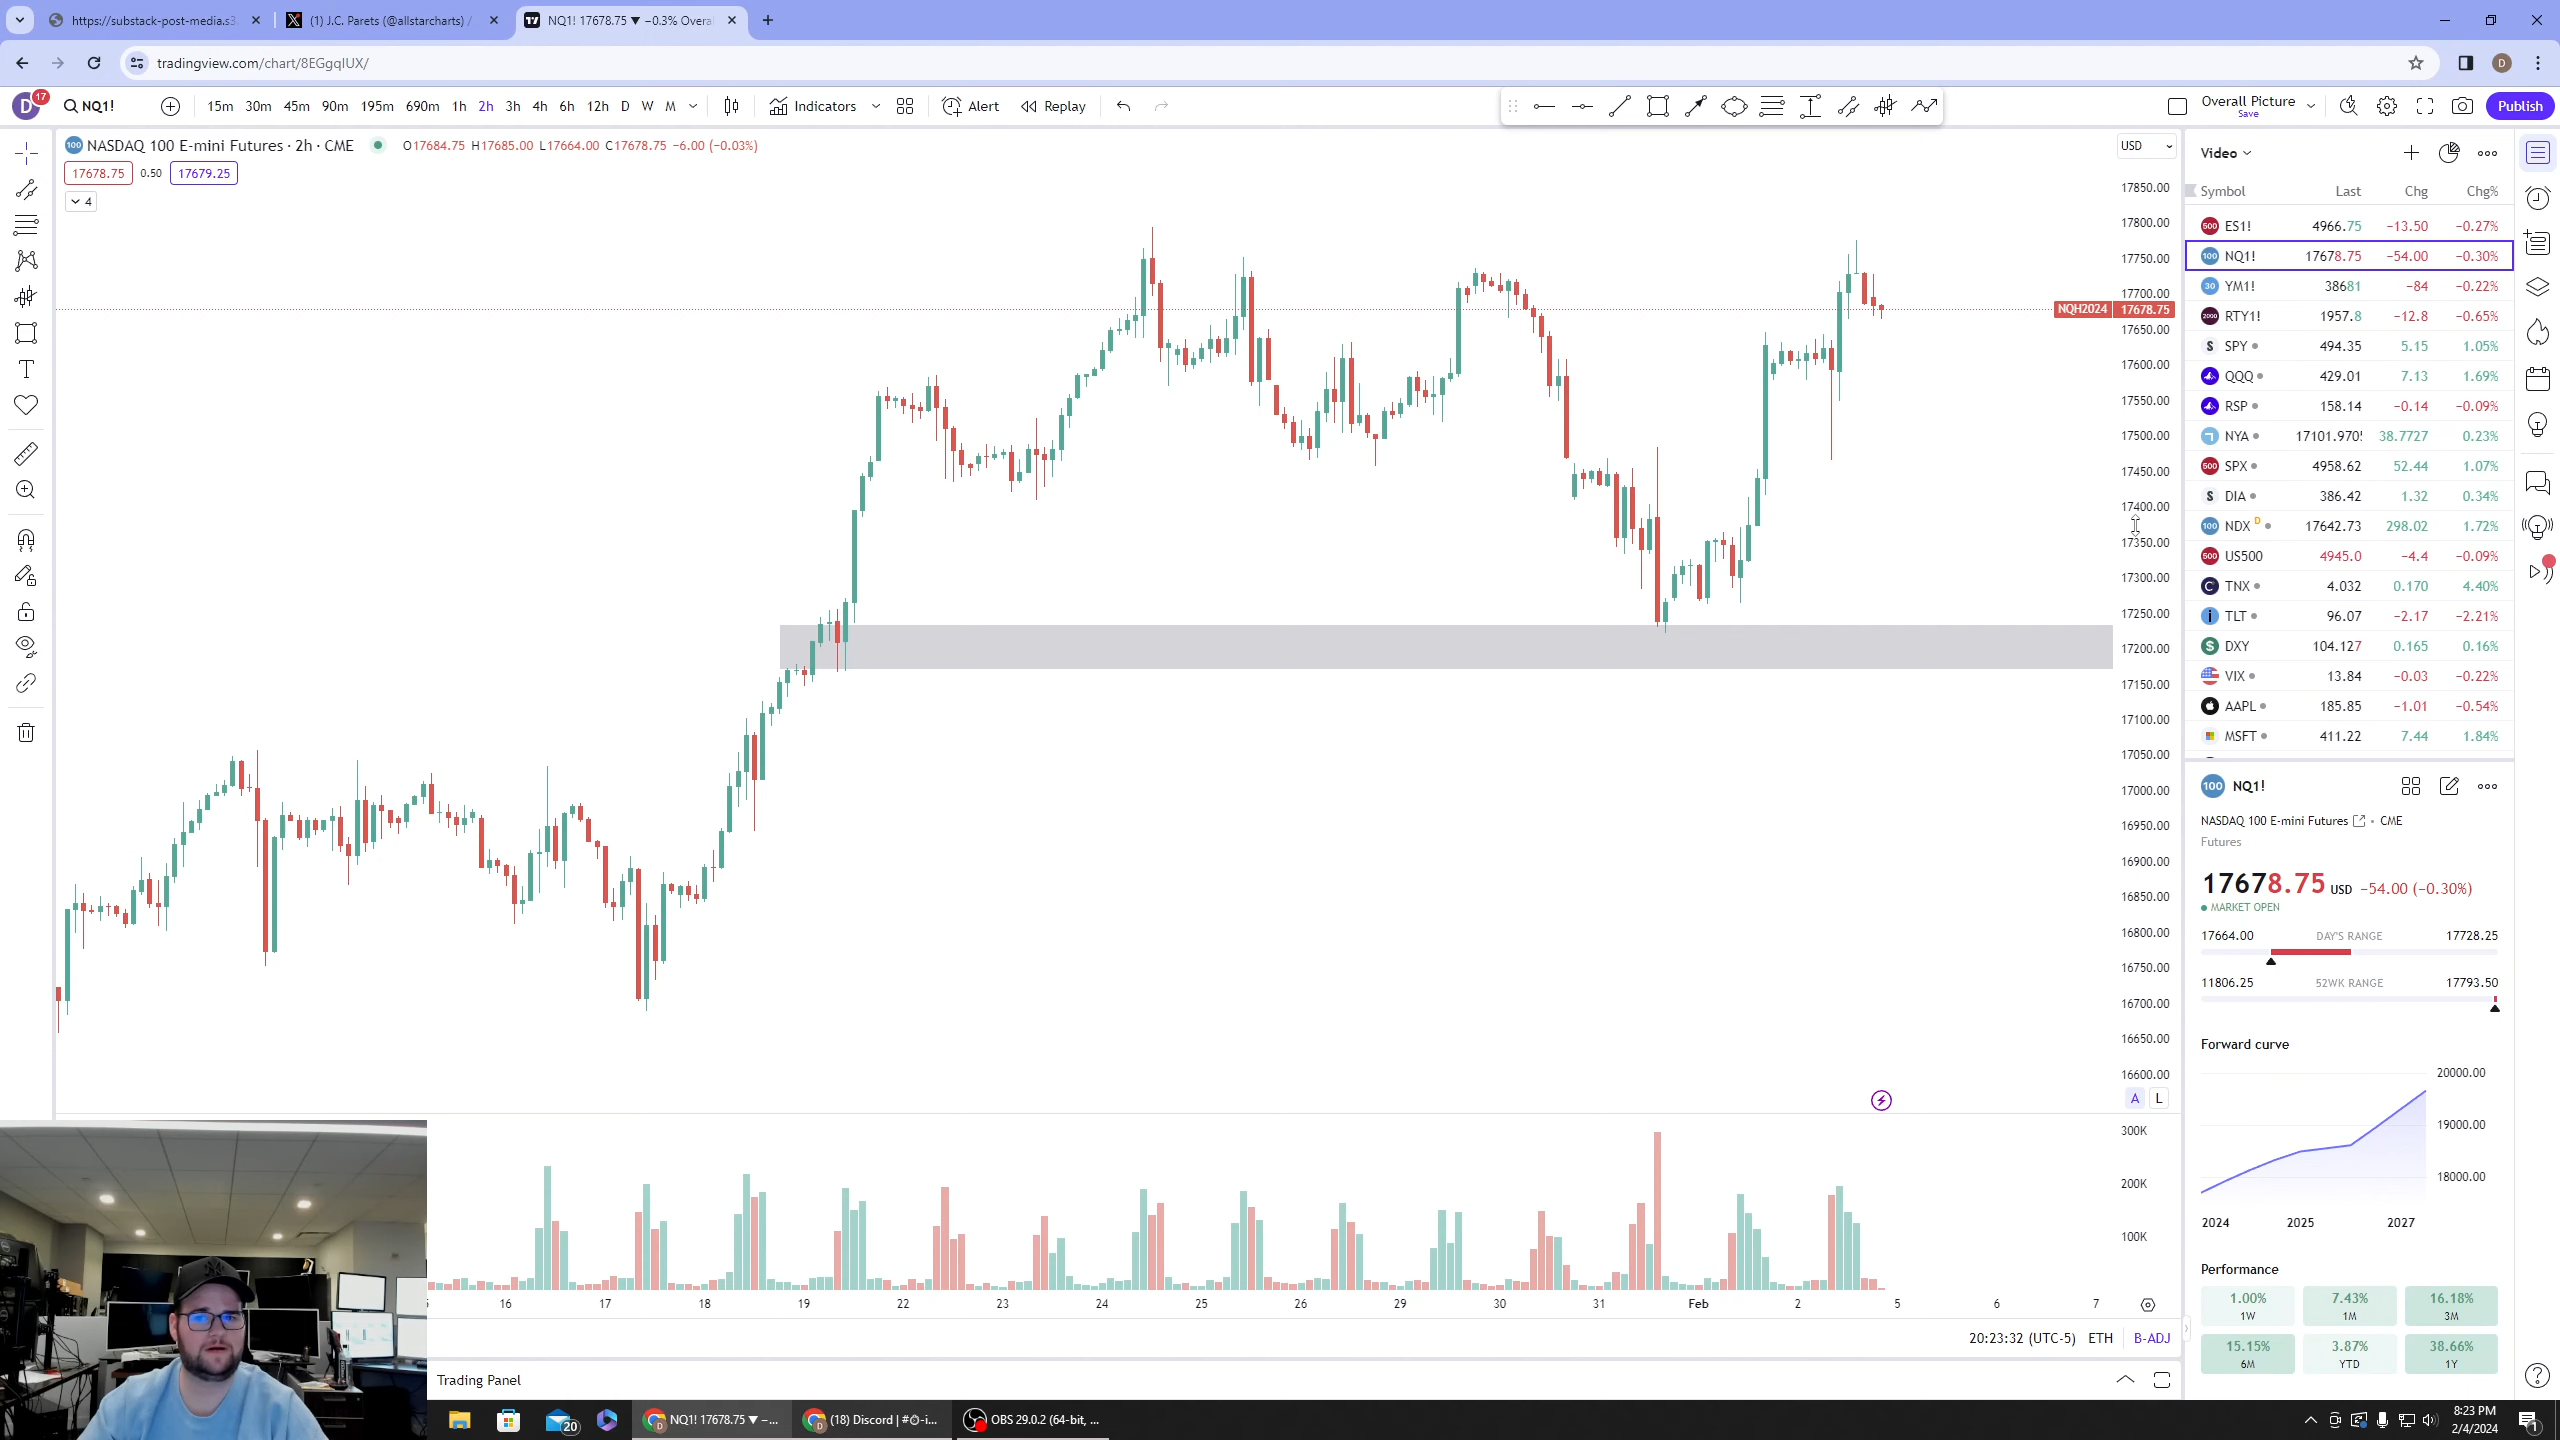 https://substack-post-media.s3.
(1) J.C. Parets (@allstarcharts) /
NQ1! 17678.75 ▼ −0.3% Overa
tradingview.com/chart/8EGgqIUX/
D 17 NQ1! 15m 30m 45m 90m 195m 690m 1h 2h 3h 4h 6h 12h D W M Indicators Alert Replay Overall Picture Publish
Save
NASDAQ 100 E-mini Futures · 2h · CME O17684.75 H17685.00 L17664.00 C17678.75 −6.00 (−0.03%)
17678.75 0.50 17679.25
4
USD
17850.00
17800.00
17750.00
17700.00
NQH2024 17678.75
17650.00
17600.00
17550.00
17500.00
17450.00
17400.00
17350.00
17300.00
17250.00
17200.00
17150.00
17100.00
17050.00
17000.00
16950.00
16900.00
16850.00
16800.00
16750.00
16700.00
16650.00
16600.00
A L
300K
200K
100K
16 17 18 19 22 23 24 25 26 29 30 31 Feb 2 5 6 7
20:23:32 (UTC-5) ETH B-ADJ
Trading Panel
Video
Symbol Last Chg Chg%
ES1! 4966.75 −13.50 −0.27%
NQ1! 17678.75 −54.00 −0.30%
YM1! 38681 −84 −0.22%
RTY1! 1957.8 −12.8 −0.65%
SPY 494.35 5.15 1.05%
QQQ 429.01 7.13 1.69%
RSP 158.14 −0.14 −0.09%
NYA 17101.970 38.7727 0.23%
SPX 4958.62 52.44 1.07%
DIA 386.42 1.32 0.34%
NDX D 17642.73 298.02 1.72%
US500 4945.0 −4.4 −0.09%
TNX 4.032 0.170 4.40%
TLT 96.07 −2.17 −2.21%
DXY 104.127 0.165 0.16%
VIX 13.84 −0.03 −0.22%
AAPL 185.85 −1.01 −0.54%
MSFT 411.22 7.44 1.84%
100 NQ1!
NASDAQ 100 E-mini Futures • CME
Futures
17678.75 USD −54.00 (−0.30%)
MARKET OPEN
17664.00 DAY'S RANGE 17728.25
11806.25 52WK RANGE 17793.50
Forward curve
20000.00
19000.00
18000.00
2024 2025 2027
Performance
1.00% 7.43% 16.18%
1W 1M 3M
15.15% 3.87% 38.66%
6M YTD 1Y
20 NQ1! 17678.75 ▼ −... (18) Discord | #⏱-i... OBS 29.0.2 (64-bit, ...
8:23 PM
2/4/2024
1